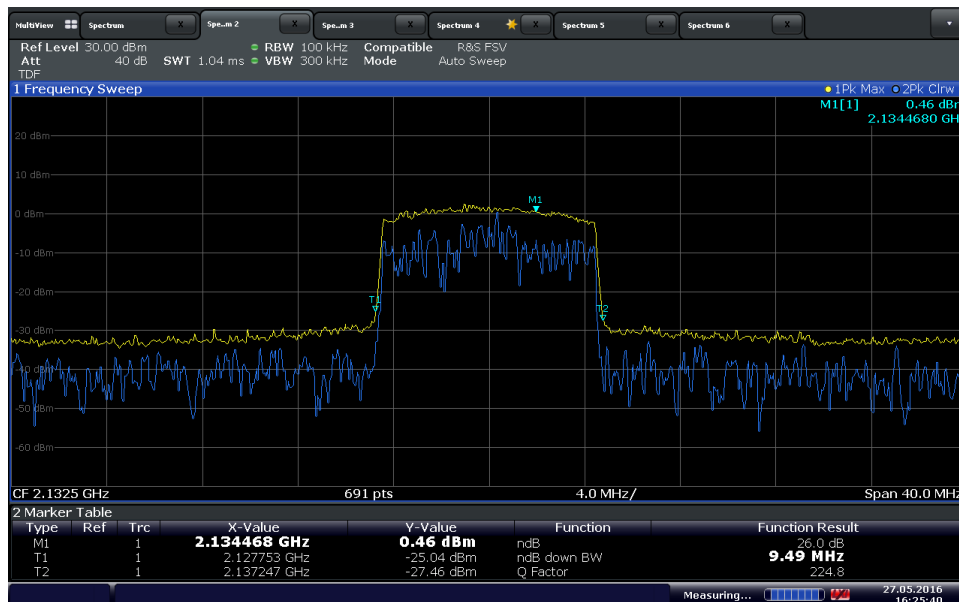 MultiView Spectrum X Spe..m 2 X Spe..m 3 X Spectrum 4 X Spectrum 5 X Spectrum 6 X
Ref Level 30.00 dBm RBW 100 kHz Compatible R&S FSV
Att 40 dB SWT 1.04 ms VBW 300 kHz Mode Auto Sweep
TDF
1 Frequency Sweep 1Pk Max 2Pk Clrw
M1[1] 0.46 dBr
2.1344680 GH
20 dBm
10 dBm
M1
0 dBm
-10 dBm
-20 dBm
T1
T2
-30 dBm
-40 dBm
-50 dBm
-60 dBm
CF 2.1325 GHz 691 pts 4.0 MHz/ Span 40.0 MHz
2 Marker Table
Type Ref Trc X-Value Y-Value Function Function Result
M1 1 2.134468 GHz 0.46 dBm ndB 26.0 dB
T1 1 2.127753 GHz -25.04 dBm ndB down BW 9.49 MHz
T2 1 2.137247 GHz -27.46 dBm Q Factor 224.8
Measuring... 27.05.2016
16:25:40